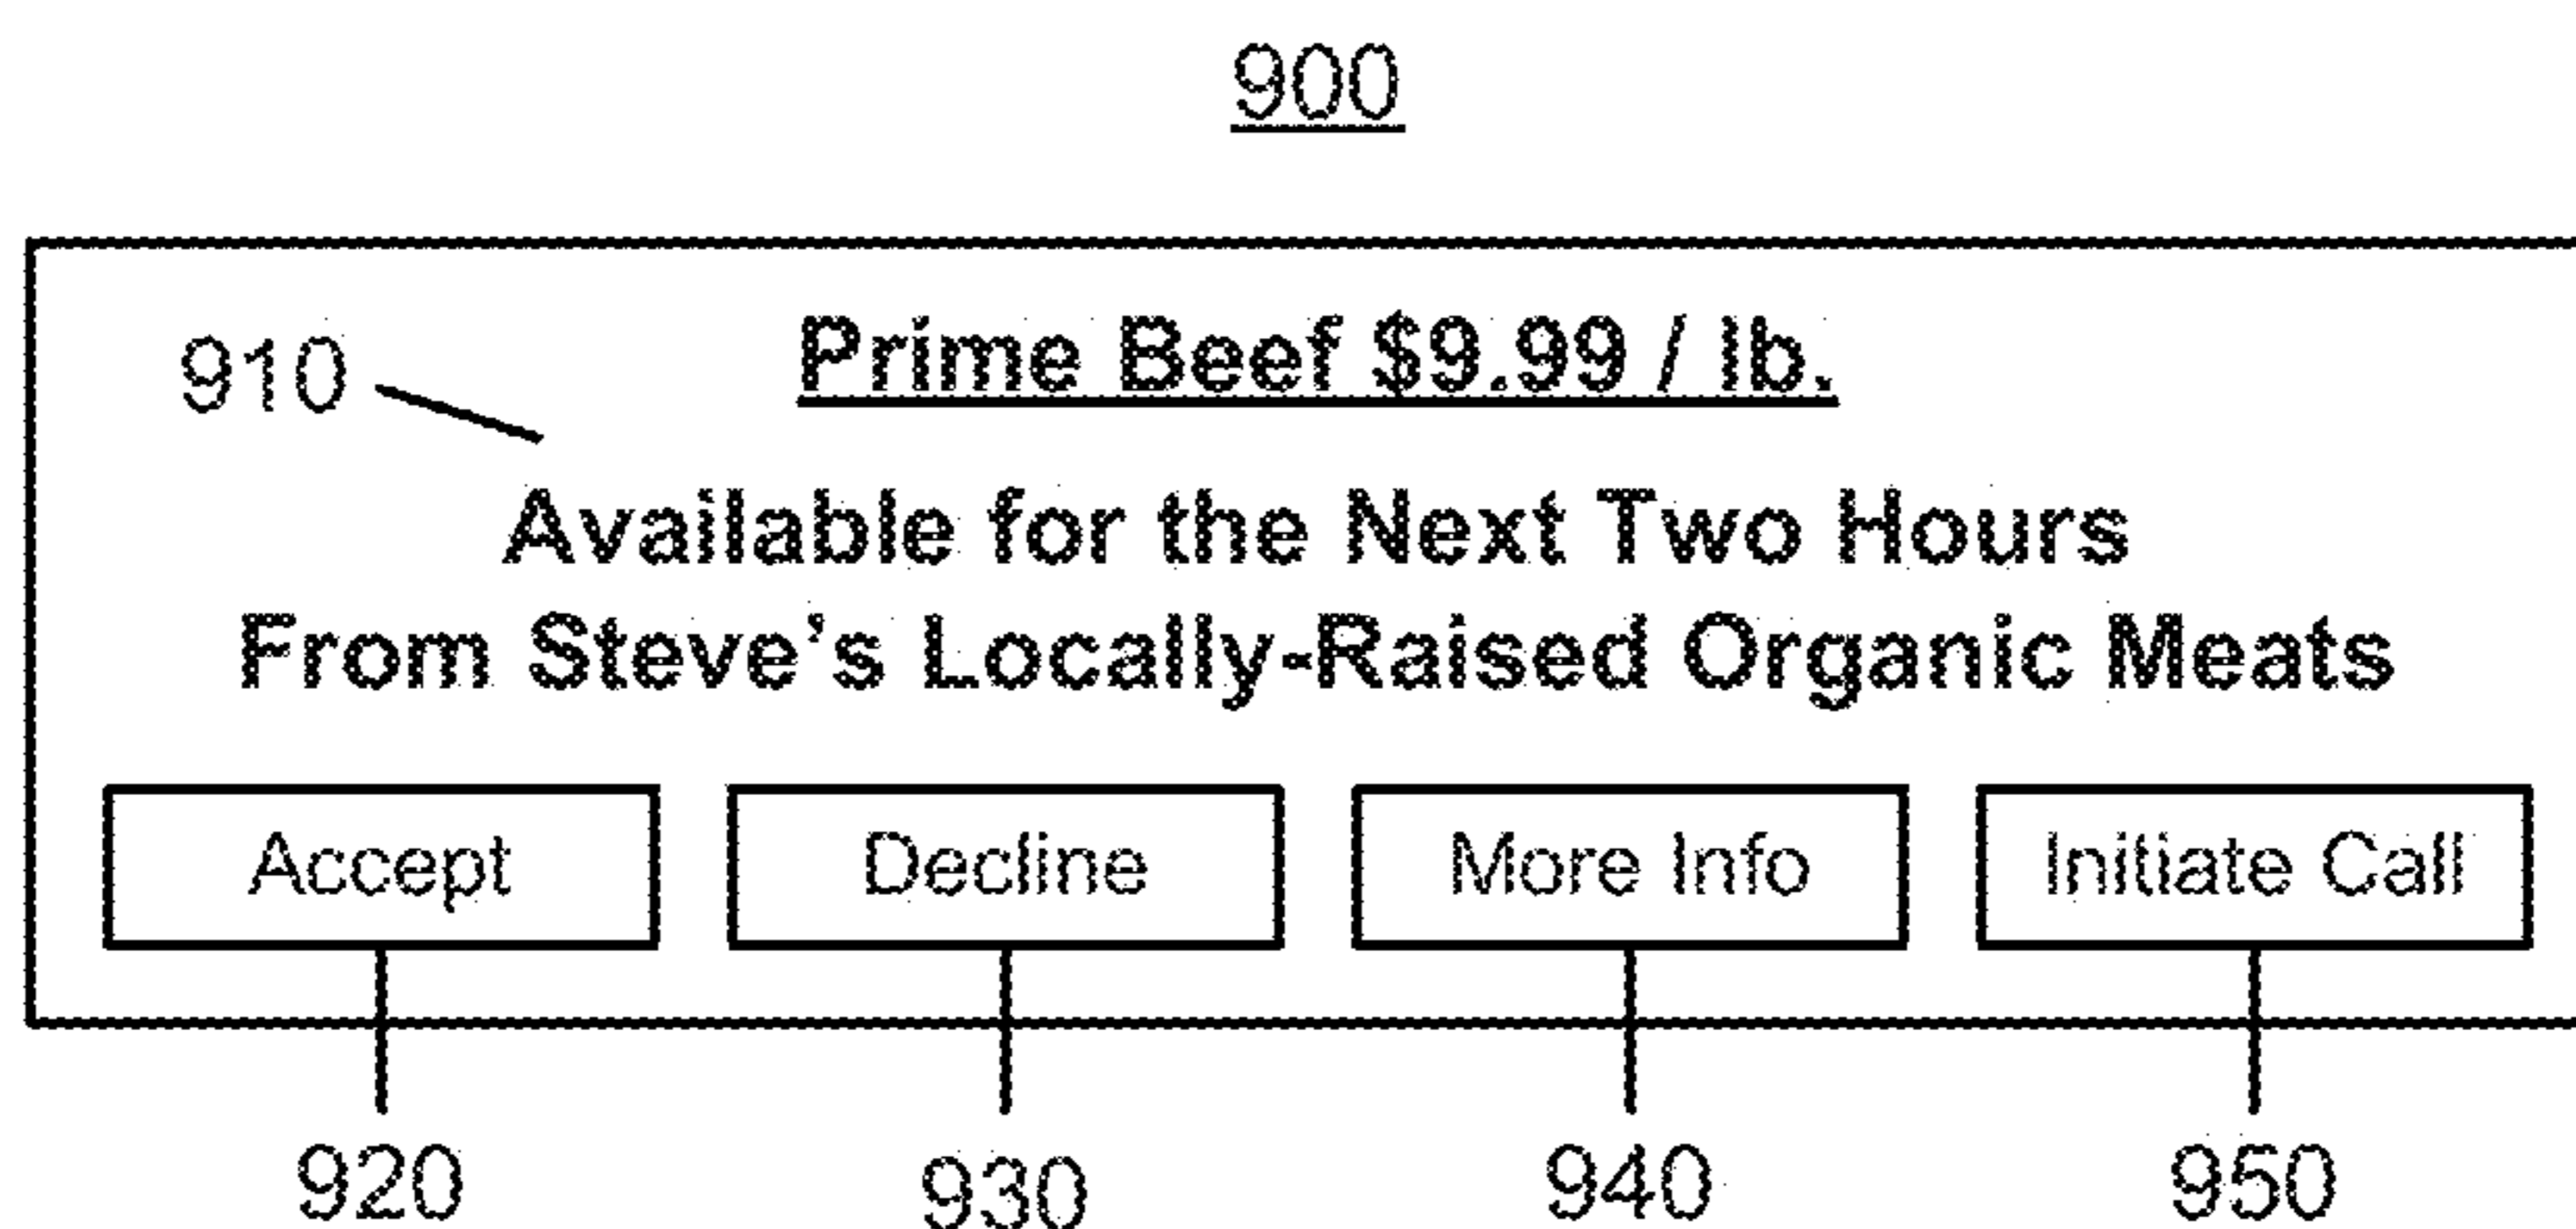 900
910
Prime Beef $9.99 / lb.
Available for the Next Two Hours
From Steve's Locally-Raised Organic Meats
Accept Decline More Info Initiate Call
920 930 940 950